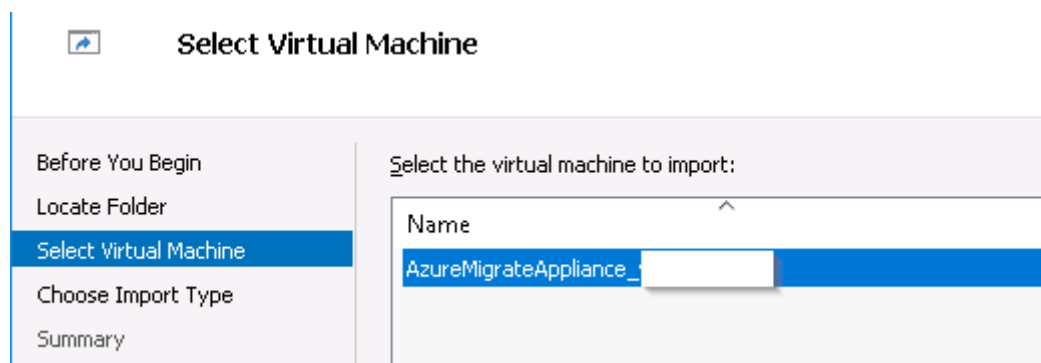 Select Virtual Machine
Before You Begin
Locate Folder
Select Virtual Machine
Choose Import Type
Summary
Select the virtual machine to import:
Name
AzureMigrateAppliance_